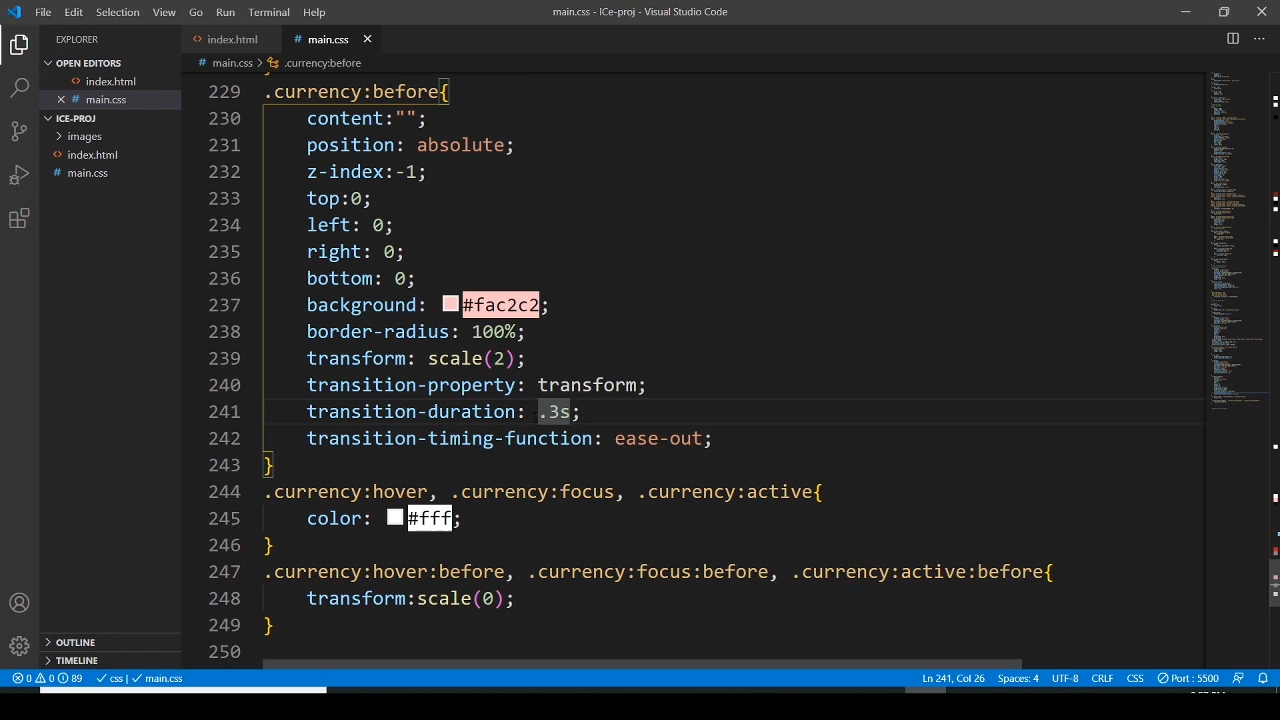 File Edit Selection View Go Run Terminal Help
main.css - ICe-proj - Visual Studio Code
EXPLORER
index.html
main.css
OPEN EDITORS
index.html
main.css
ICE-PROJ
images
index.html
main.css
OUTLINE
TIMELINE
main.css > .currency:before
229 .currency:before{
230 content:"";
231 position: absolute;
232 z-index:-1;
233 top:0;
234 left: 0;
235 right: 0;
236 bottom: 0;
237 background: #fac2c2;
238 border-radius: 100%;
239 transform: scale(2);
240 transition-property: transform;
241 transition-duration: .3s;
242 transition-timing-function: ease-out;
243 }
244 .currency:hover, .currency:focus, .currency:active{
245 color: #fff;
246 }
247 .currency:hover:before, .currency:focus:before, .currency:active:before{
248 transform:scale(0);
249 }
250
0 0 89 css | main.css
Ln 241, Col 26 Spaces: 4 UTF-8 CRLF CSS Port : 5500